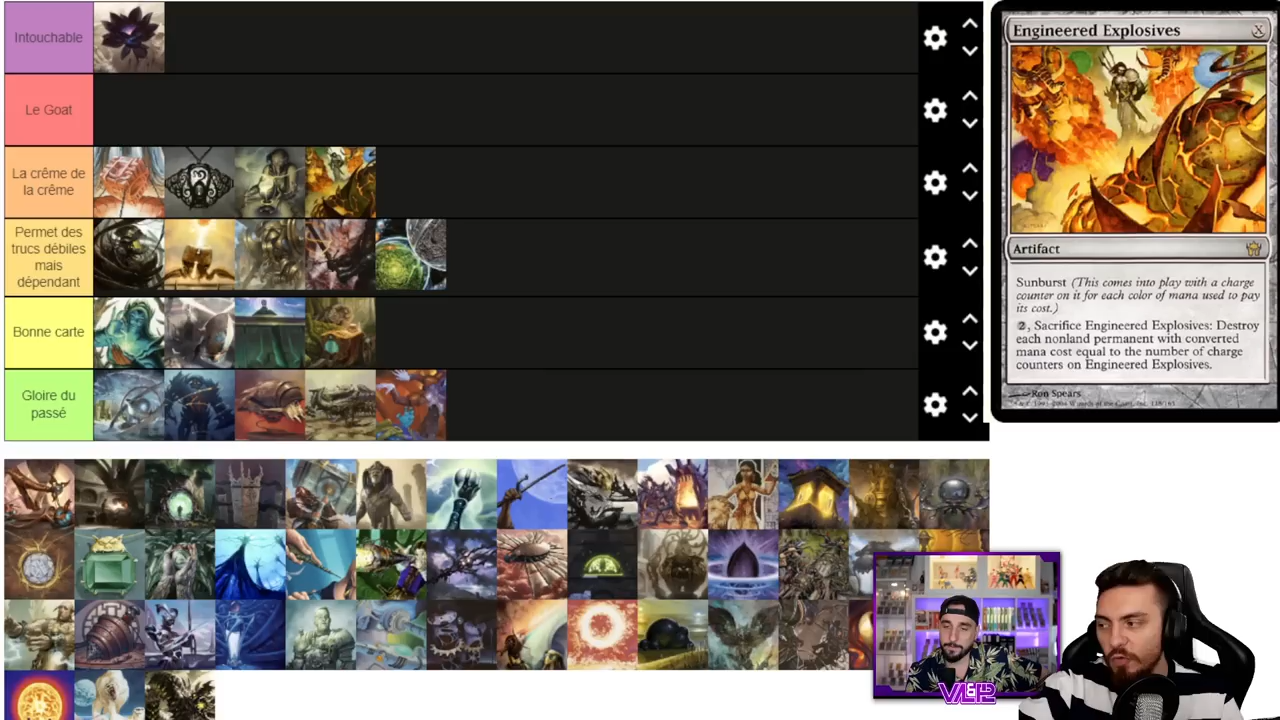 Intouchable
Le Goat
La crême de
la crême
Permet des
trucs débiles
mais
dépendant
Bonne carte
Gloire du
passé
Engineered Explosives X
Artifact
Sunburst (This comes into play with a charge
counter on it for each color of mana used to pay
its cost.)
2, Sacrifice Engineered Explosives: Destroy
each nonland permanent with converted
mana cost equal to the number of charge
counters on Engineered Explosives.
Ron Spears